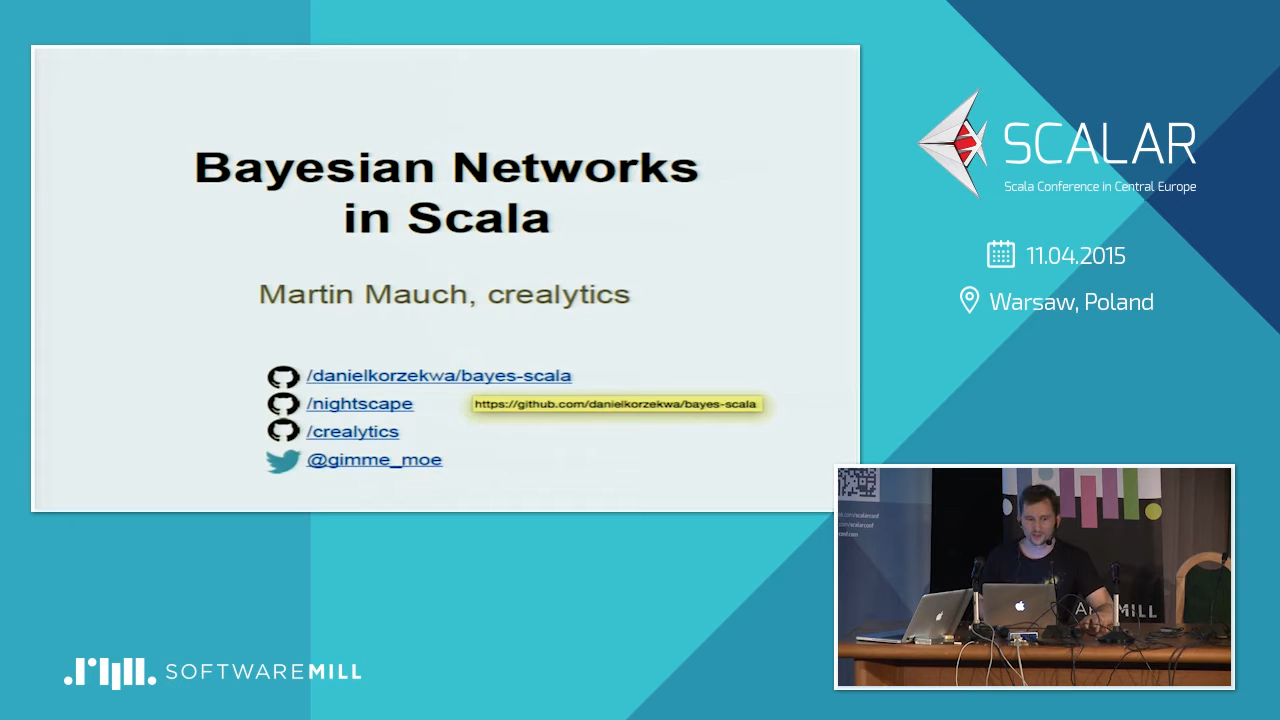 Bayesian Networks
in Scala
Martin Mauch, crealytics
/danielkorzekwa/bayes-scala
/nightscape
https://github.com/danielkorzekwa/bayes-scala
/crealytics
@gimme_moe
SCALAR
Scala Conference in Central Europe
11.04.2015
Warsaw, Poland
MILL
SOFTWAREMILL